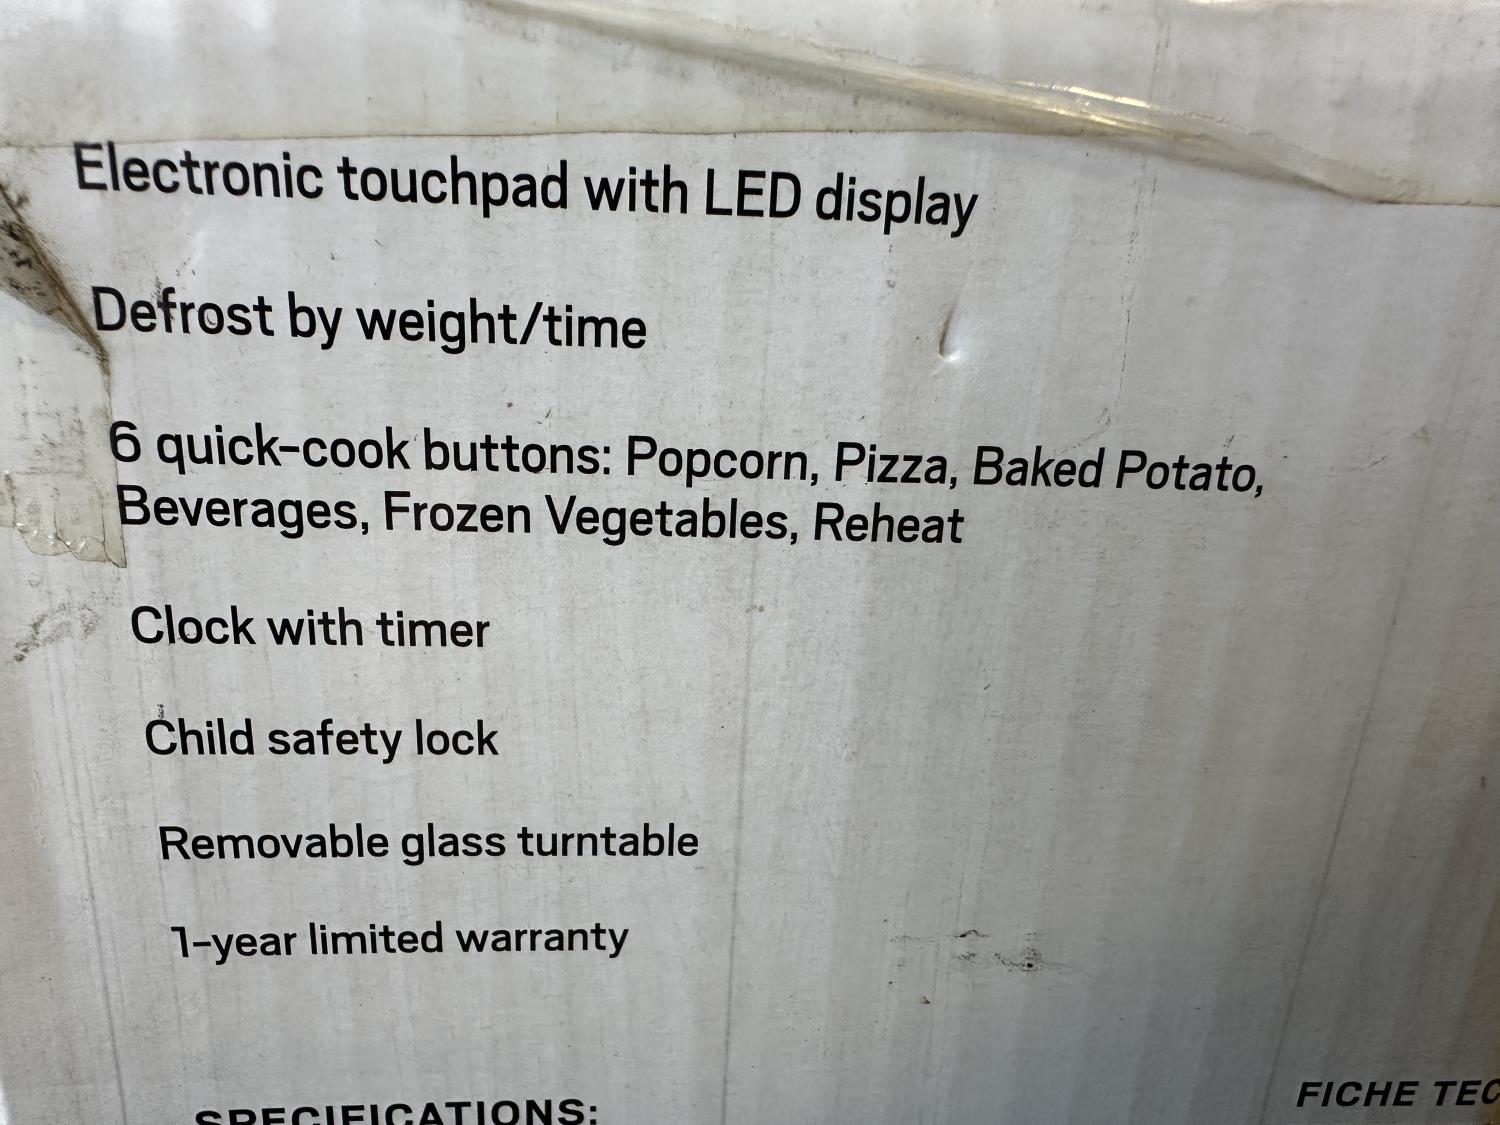 Electronic touchpad with LED display
Defrost by weight/time
6 quick-cook buttons: Popcorn, Pizza, Baked Potato,
Beverages, Frozen Vegetables, Reheat
Clock with timer
Child safety lock
Removable glass turntable
1-year limited warranty
SPECIFICATIONS:
FICHE TEC